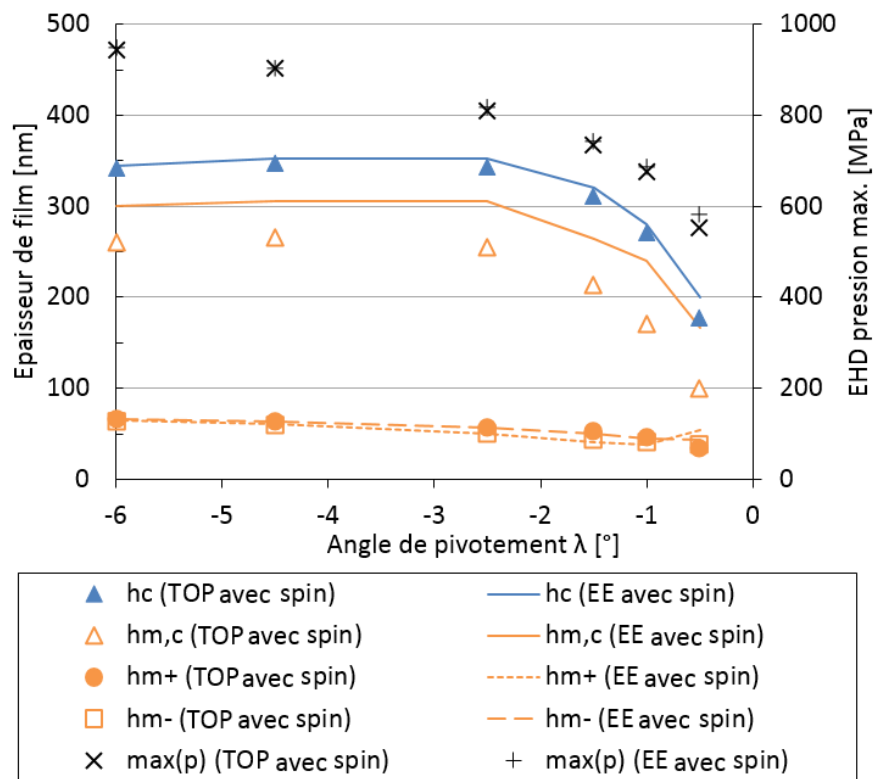 500
400
300
200
100
0
Epaisseur de film [nm]
1000
800
600
400
200
0
EHD pression max. [MPa]
-6 -5 -4 -3 -2 -1 0
Angle de pivotement λ [°]
hc (TOP avec spin) hc (EE avec spin)
hm,c (TOP avec spin) hm,c (EE avec spin)
hm+ (TOP avec spin) hm+ (EE avec spin)
hm- (TOP avec spin) hm- (EE avec spin)
max(p) (TOP avec spin) max(p) (EE avec spin)